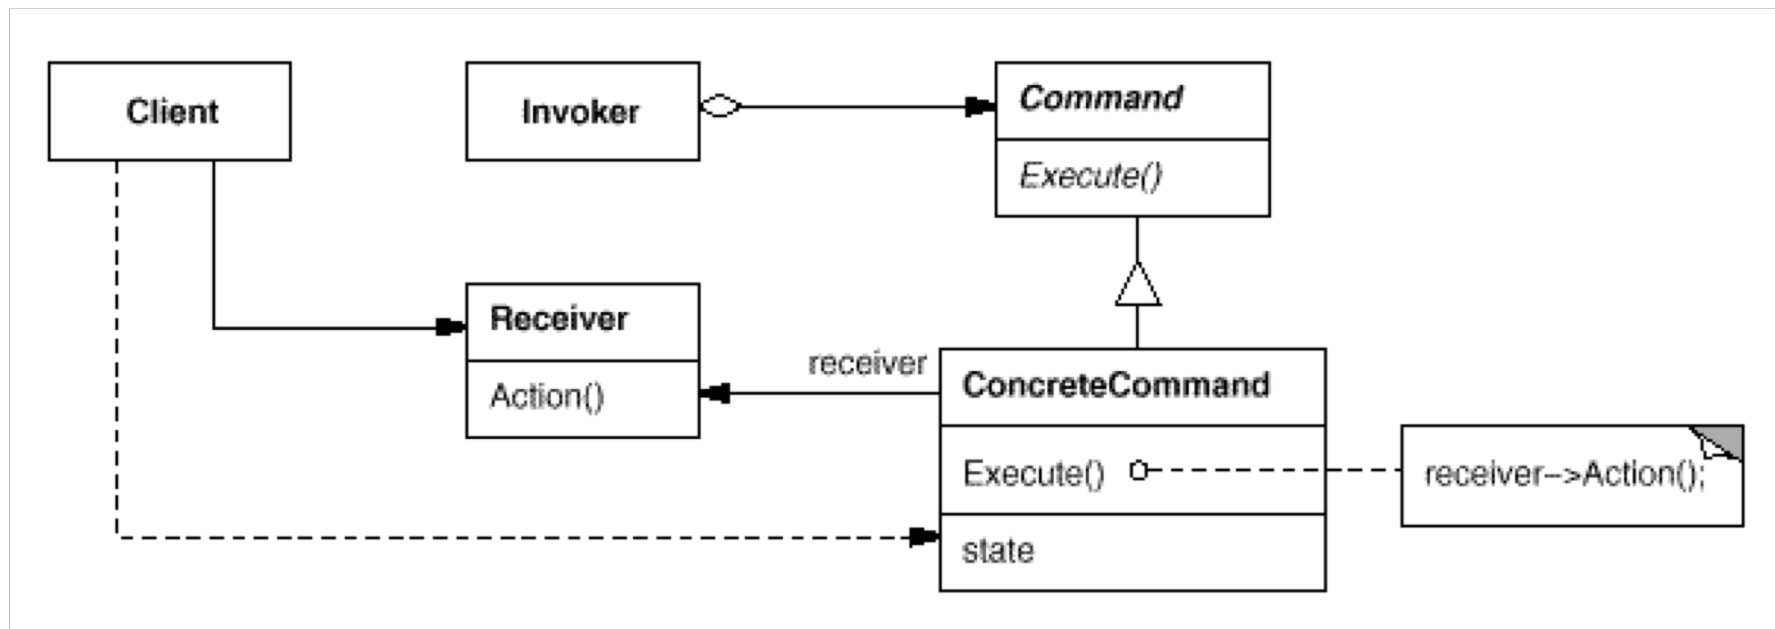 Client
Invoker
Command
Execute()
Receiver
Action()
receiver
ConcreteCommand
Execute()
state
receiver–>Action();